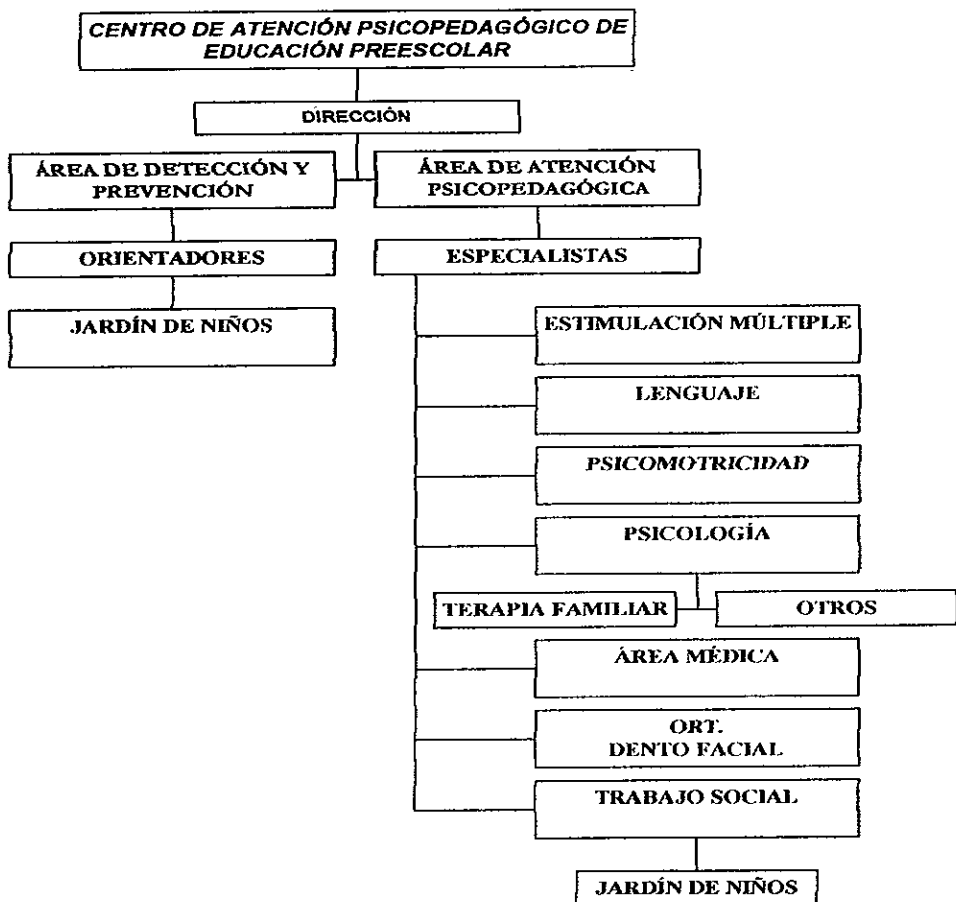 CENTRO DE ATENCIÓN PSICOPEDAGÓGICO DE
EDUCACIÓN PREESCOLAR
DIRECCIÓN
ÁREA DE DETECCIÓN Y
PREVENCIÓN
ÁREA DE ATENCIÓN
PSICOPEDAGÓGICA
ORIENTADORES
ESPECIALISTAS
JARDÍN DE NIÑOS
ESTIMULACIÓN MÚLTIPLE
LENGUAJE
PSICOMOTRICIDAD
PSICOLOGÍA
TERAPIA FAMILIAR
OTROS
ÁREA MÉDICA
ORT.
DENTO FACIAL
TRABAJO SOCIAL
JARDÍN DE NIÑOS